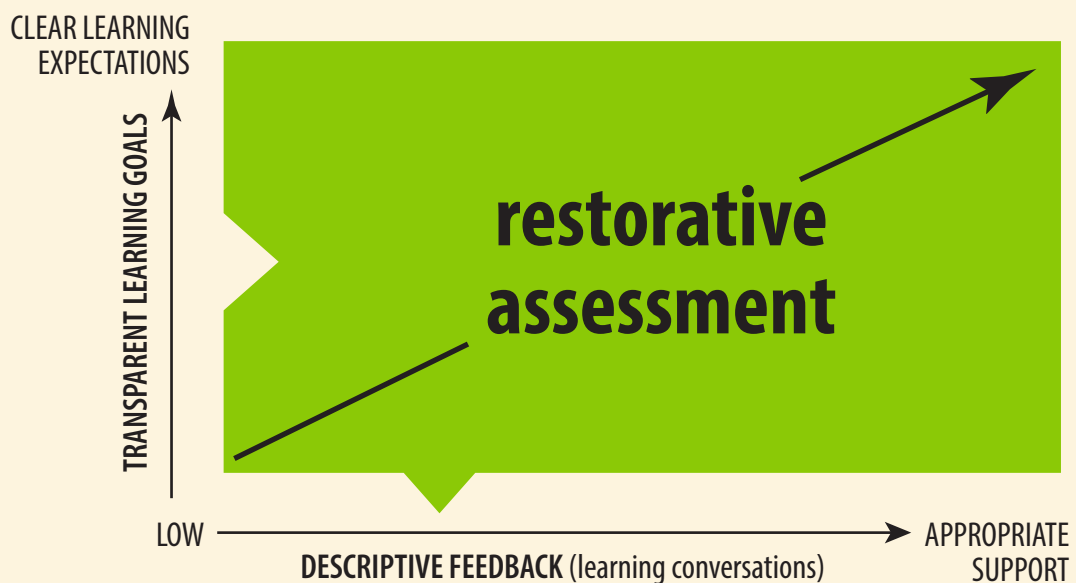 CLEAR LEARNING
EXPECTATIONS
TRANSPARENT LEARNING GOALS
restorative
assessment
LOW
APPROPRIATE
SUPPORT
DESCRIPTIVE FEEDBACK (learning conversations)